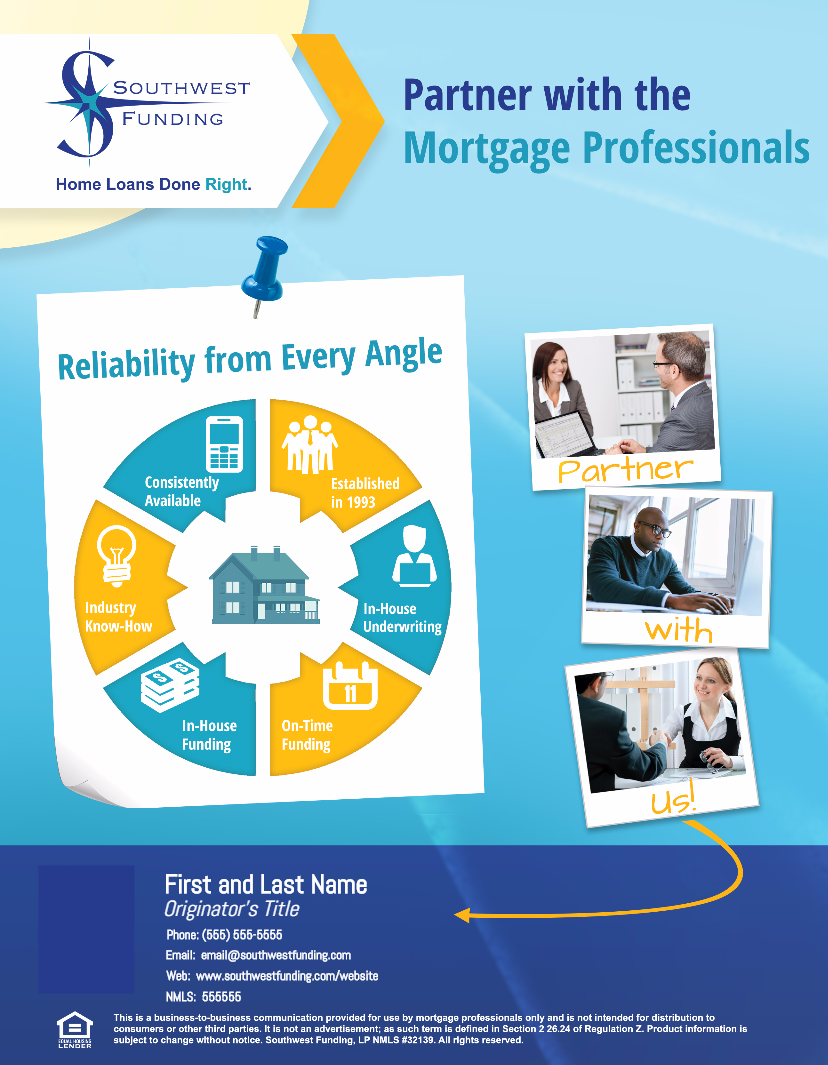 SOUTHWEST
FUNDING
Home Loans Done Right.
Partner with the
Mortgage Professionals
Reliability from Every Angle
Consistently
Available
Established
in 1993
Industry
Know-How
In-House
Underwriting
11
In-House
Funding
On-Time
Funding
Partner
with
us!
First and Last Name
Originator's Title
Phone: (555) 555-5555
Email: email@southwestfunding.com
Web: www.southwestfunding.com/website
NMLS: 555555
EQUAL HOUSING
LENDER
This is a business-to-business communication provided for use by mortgage professionals only and is not intended for distribution to
consumers or other third parties. It is not an advertisement; as such term is defined in Section 2 26.24 of Regulation Z. Product information is
subject to change without notice. Southwest Funding, LP NMLS #32139. All rights reserved.